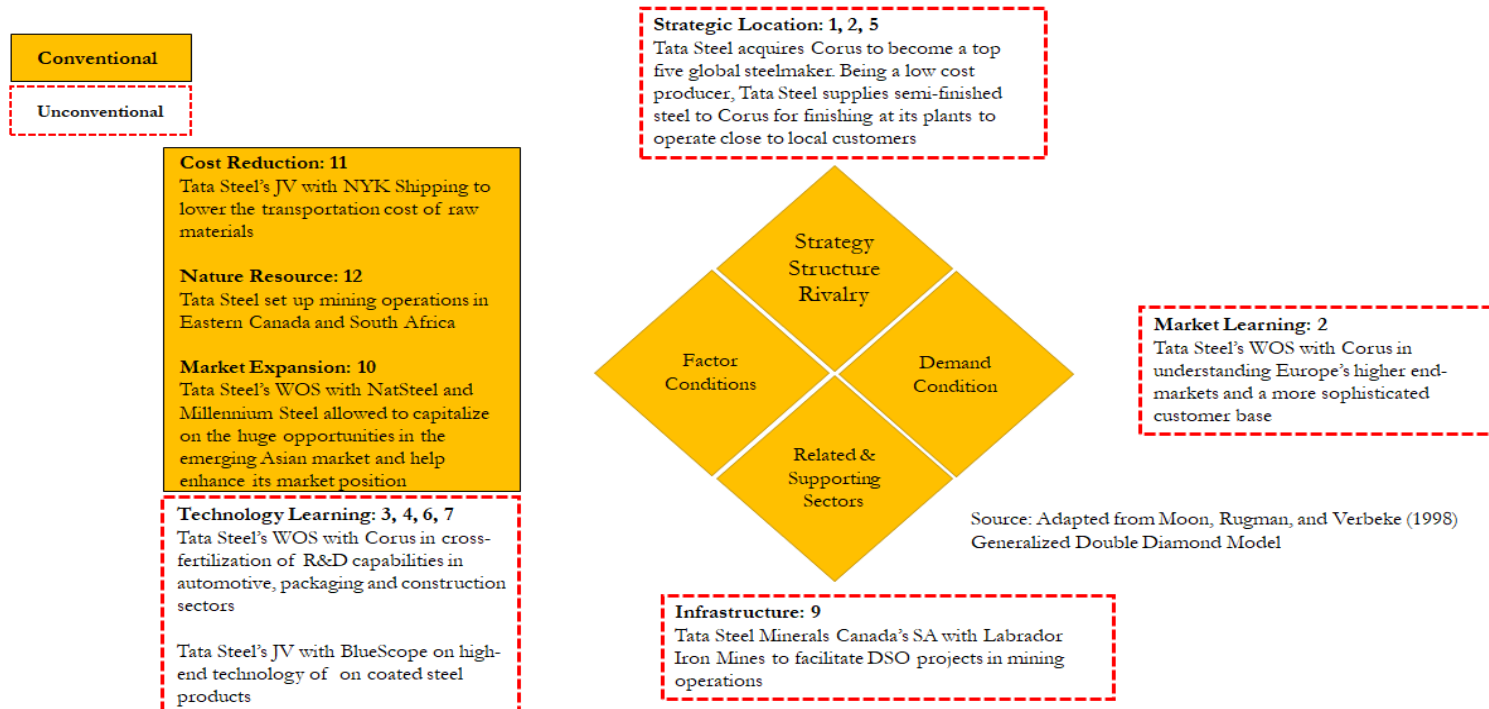 Conventional
Unconventional
Strategic Location: 1, 2, 5
Tata Steel acquires Corus to become a top
five global steelmaker. Being a low cost
producer, Tata Steel supplies semi-finished
steel to Corus for finishing at its plants to
operate close to local customers
Cost Reduction: 11
Tata Steel's JV with NYK Shipping to
lower the transportation cost of raw
materials
Nature Resource: 12
Tata Steel set up mining operations in
Eastern Canada and South Africa
Market Expansion: 10
Tata Steel's WOS with NatSteel and
Millennium Steel allowed to capitalize
on the huge opportunities in the
emerging Asian market and help
enhance its market position
Technology Learning: 3, 4, 6, 7
Tata Steel's WOS with Corus in cross-
fertilization of R&D capabilities in
automotive, packaging and construction
sectors
Tata Steel's JV with BlueScope on high-
end technology of on coated steel
products
Strategy
Structure
Rivalry
Factor
Conditions
Demand
Condition
Related &
Supporting
Sectors
Market Learning: 2
Tata Steel's WOS with Corus in
understanding Europe's higher end-
markets and a more sophisticated
customer base
Source: Adapted from Moon, Rugman, and Verbeke (1998)
Generalized Double Diamond Model
Infrastructure: 9
Tata Steel Minerals Canada's SA with Labrador
Iron Mines to facilitate DSO projects in mining
operations